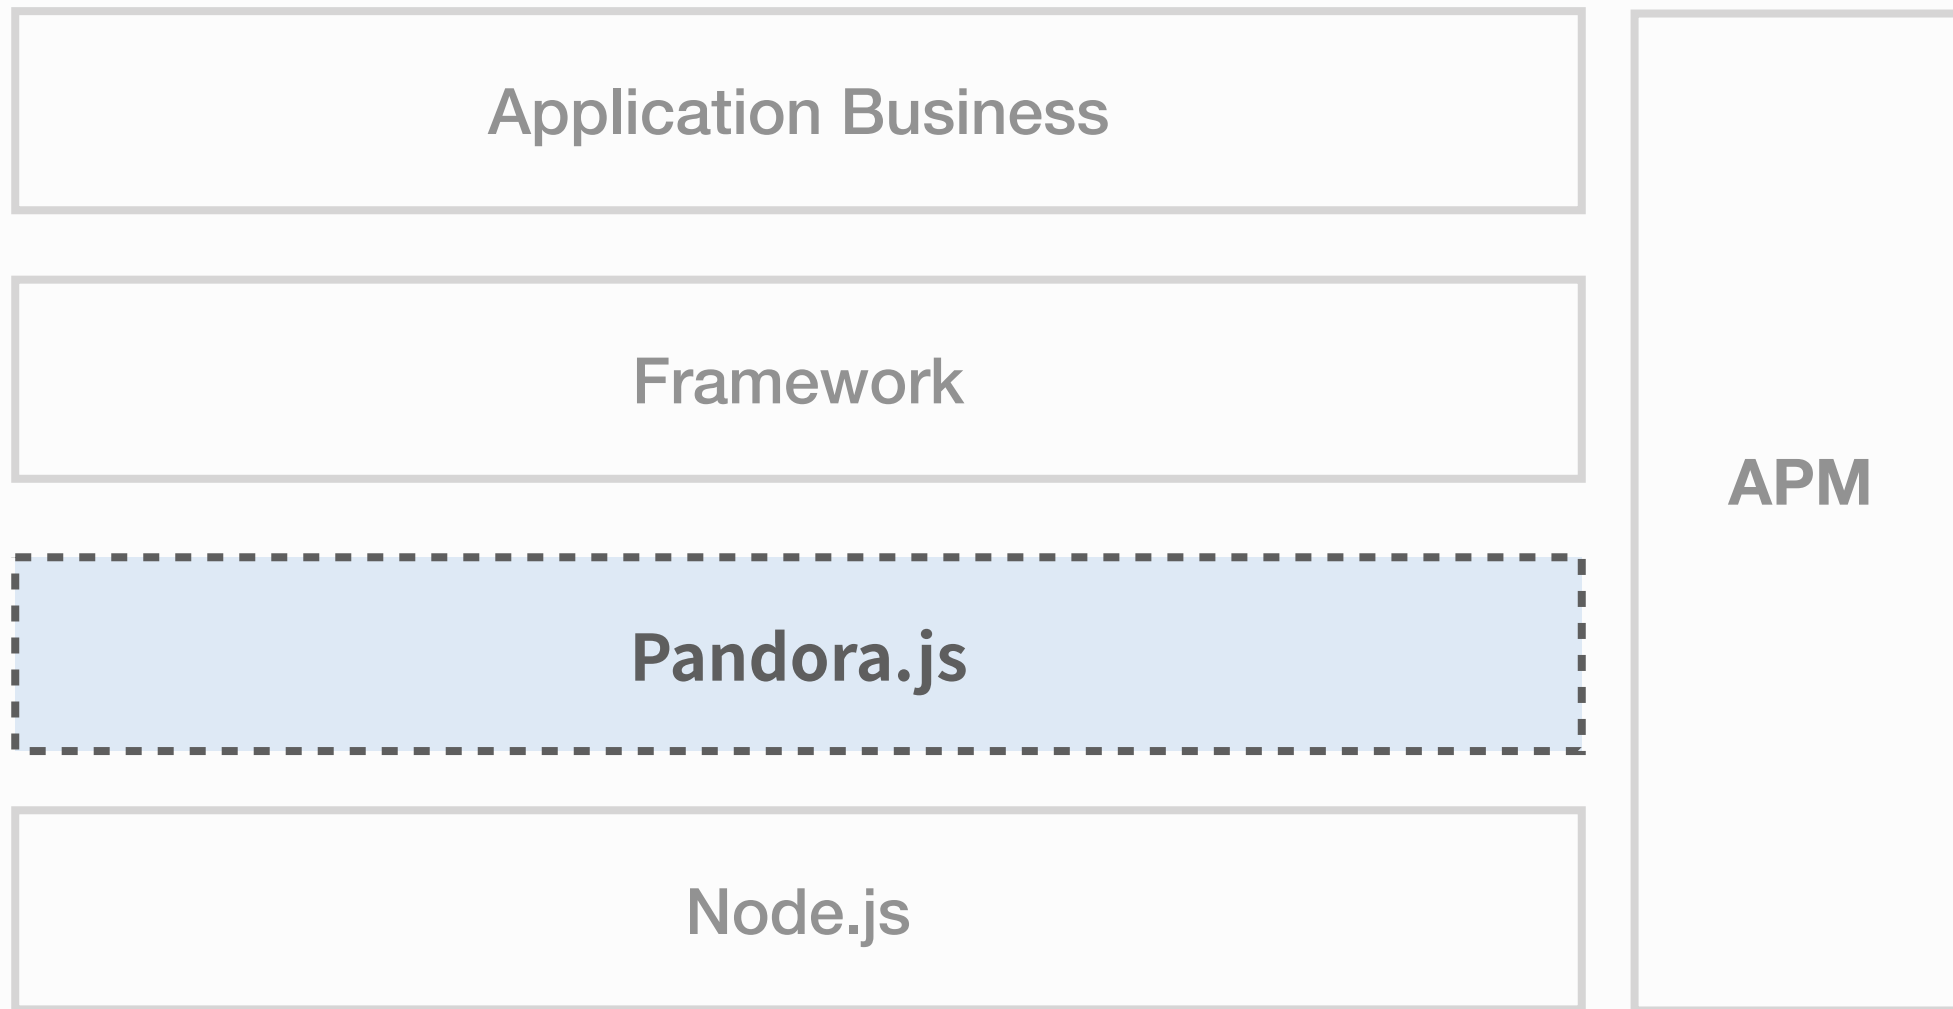 Application Business
Framework
Pandora.js
Node.js
APM